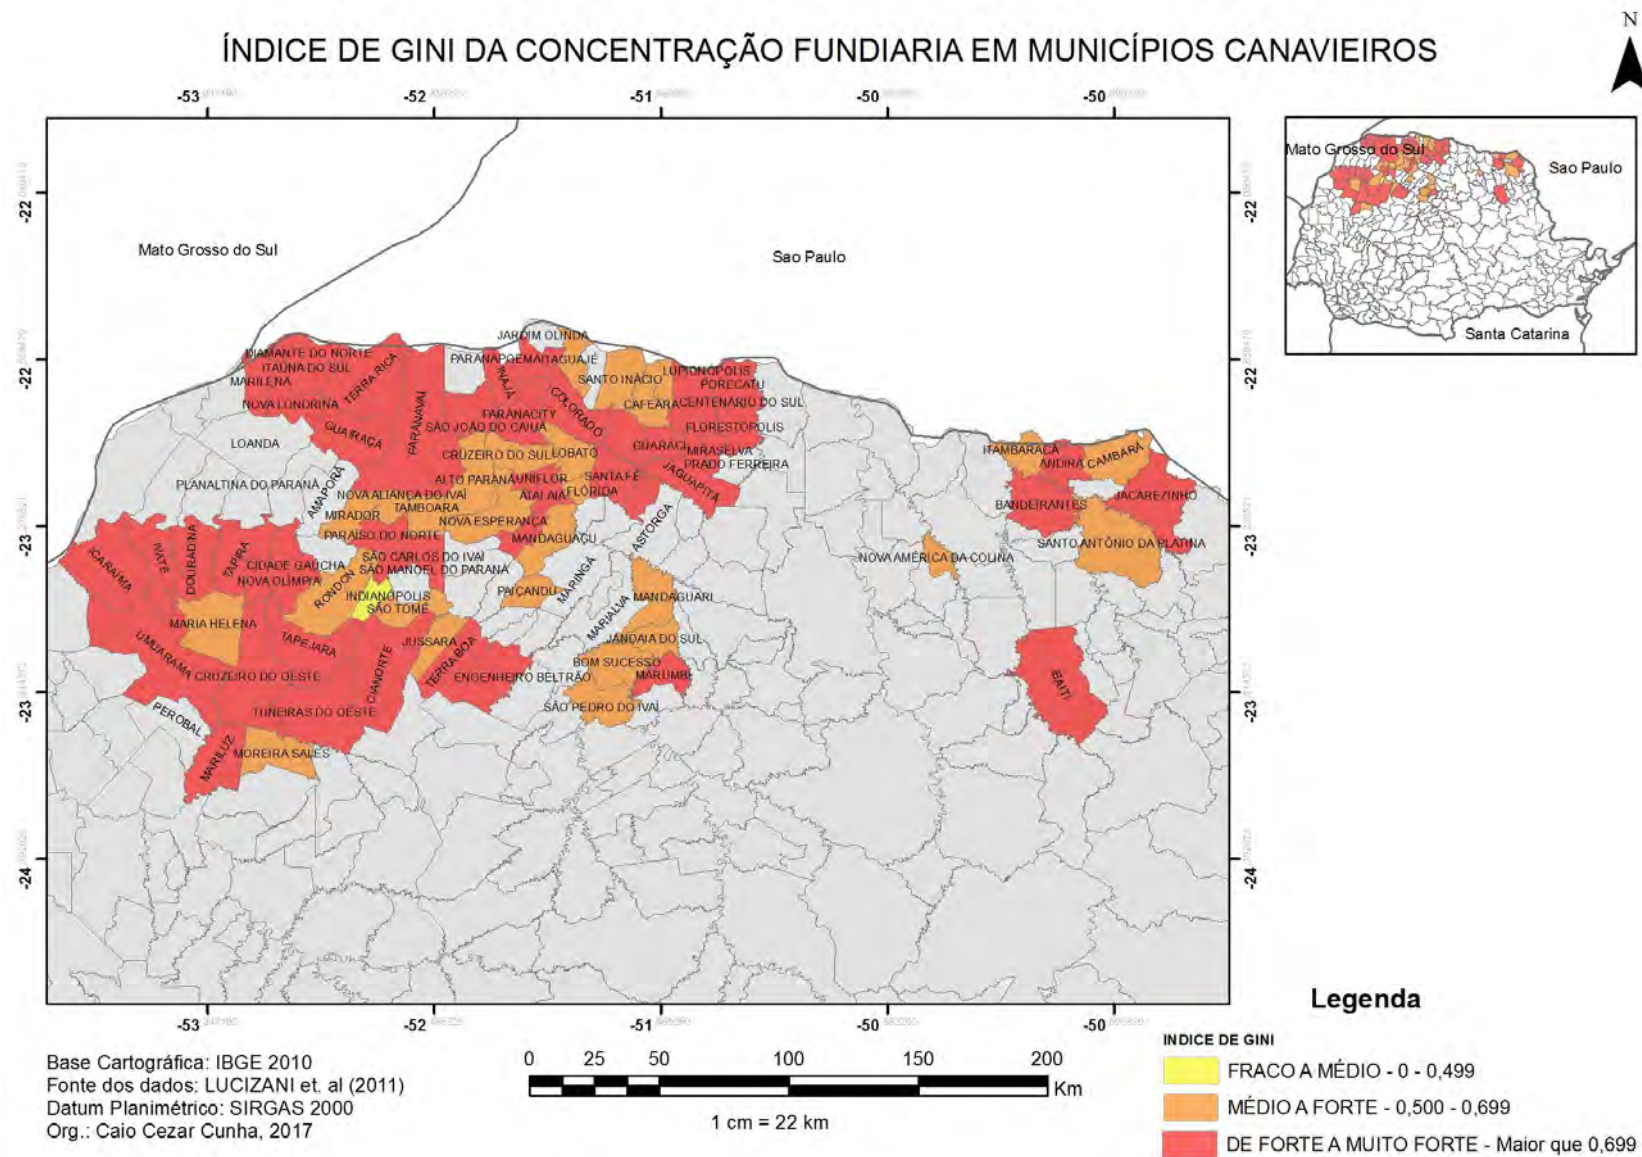 N
ÍNDICE DE GINI DA CONCENTRAÇÃO FUNDIARIA EM MUNICÍPIOS CANAVIEIROS
-53 -52 -51 -50 -50
Mato Grosso do Sul
Sao Paulo
Santa Catarina
-22
-22
-23
-23
-24
-22
-22
-23
-23
-24
Mato Grosso do Sul
Sao Paulo
JARDIM OLINDA
DIAMANTE DO NORTE
PARANAPOEMA
ITAGUAJÉ
ITAÚNA DO SUL
TERRA RICA
INAJÁ
SANTO INÁCIO
LUPIONÓPOLIS
MARILENA
PORECATU
NOVA LONDRINA
PARANAVAÍ
COLORADO
CAFEARA
CENTENÁRIO DO SUL
PARANACITY
GUAIRAÇÁ
SÃO JOÃO DO CAIUÁ
FLORESTÓPOLIS
LOANDA
CRUZEIRO DO SUL
LOBATO
GUARACI
MIRASELVA
PRADO FERREIRA
ITAMBARACÁ
ANDIRÁ
CAMBARÁ
PLANALTINA DO PARANÁ
AMAPORÃ
ALTO PARANÁ
UNIFLOR
SANTA FÉ
JAGUAPITÃ
NOVA ALIANÇA DO IVAÍ
FLÓRIDA
JACAREZINHO
MIRADOR
TAMBOARA
BANDEIRANTES
NOVA ESPERANÇA
PARAÍSO DO NORTE
MANDAGUAÇU
ASTORGA
SANTO ANTÔNIO DA PLATINA
ICARAÍMA
IVATÉ
DOURADINA
TAPIRA
CIDADE GAÚCHA
SÃO CARLOS DO IVAÍ
SÃO MANOEL DO PARANÁ
NOVA AMÉRICA DA COLINA
NOVA OLÍMPIA
RONDON
INDIANÓPOLIS
SÃO TOMÉ
PAIÇANDU
MARINGÁ
MANDAGUARI
MARIALVA
MARIA HELENA
UMUARAMA
TAPEJARA
JUSSARA
JANDAIA DO SUL
CRUZEIRO DO OESTE
CIANORTE
TERRA BOA
ENGENHEIRO BELTRÃO
BOM SUCESSO
MARUMBI
IBAITI
PEROBAL
TUNEIRAS DO OESTE
SÃO PEDRO DO IVAÍ
MARILUZ
MOREIRA SALES
-53 -52 -51 -50 -50
Base Cartográfica: IBGE 2010
Fonte dos dados: LUCIZANI et. al (2011)
Datum Planimétrico: SIRGAS 2000
Org.: Caio Cezar Cunha, 2017
0 25 50 100 150 200
Km
1 cm = 22 km
Legenda
INDICE DE GINI
FRACO A MÉDIO - 0 - 0,499
MÉDIO A FORTE - 0,500 - 0,699
DE FORTE A MUITO FORTE - Maior que 0,699